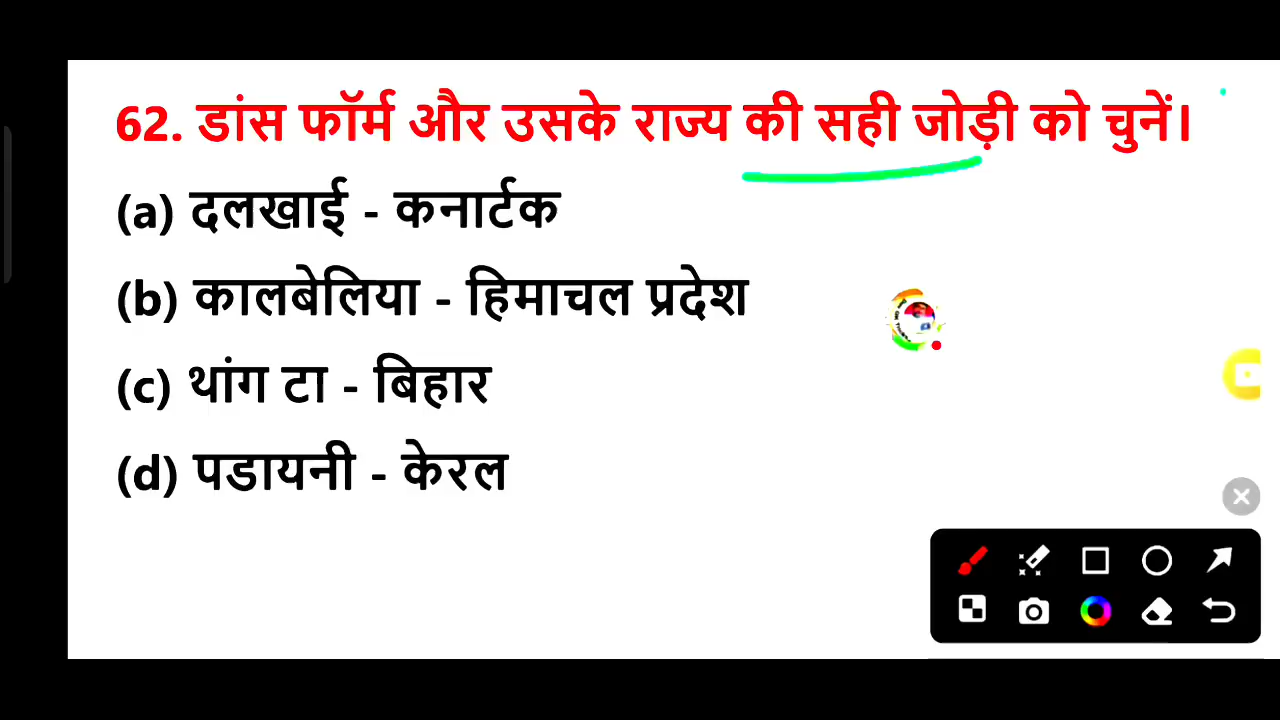 62. डांस फॉर्म और उसके राज्य की सही जोड़ी को चुनें।
(a) दलखाई - कनार्टक
(b) कालबेलिया - हिमाचल प्रदेश
(c) थांग टा - बिहार
(d) पडायनी - केरल